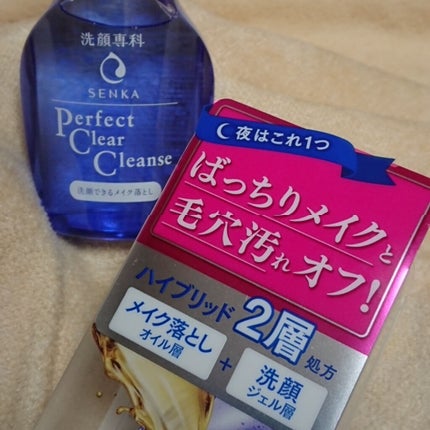 洗顔専科
SENKA
Perfect
Clear
Cleanse
洗顔できるメイク落とし
夜はこれ1つ
ばっちりメイクと
毛穴汚れオフ!
ハイブリッド2層処方
メイク落とし
オイル層
+
洗顔
ジェル層